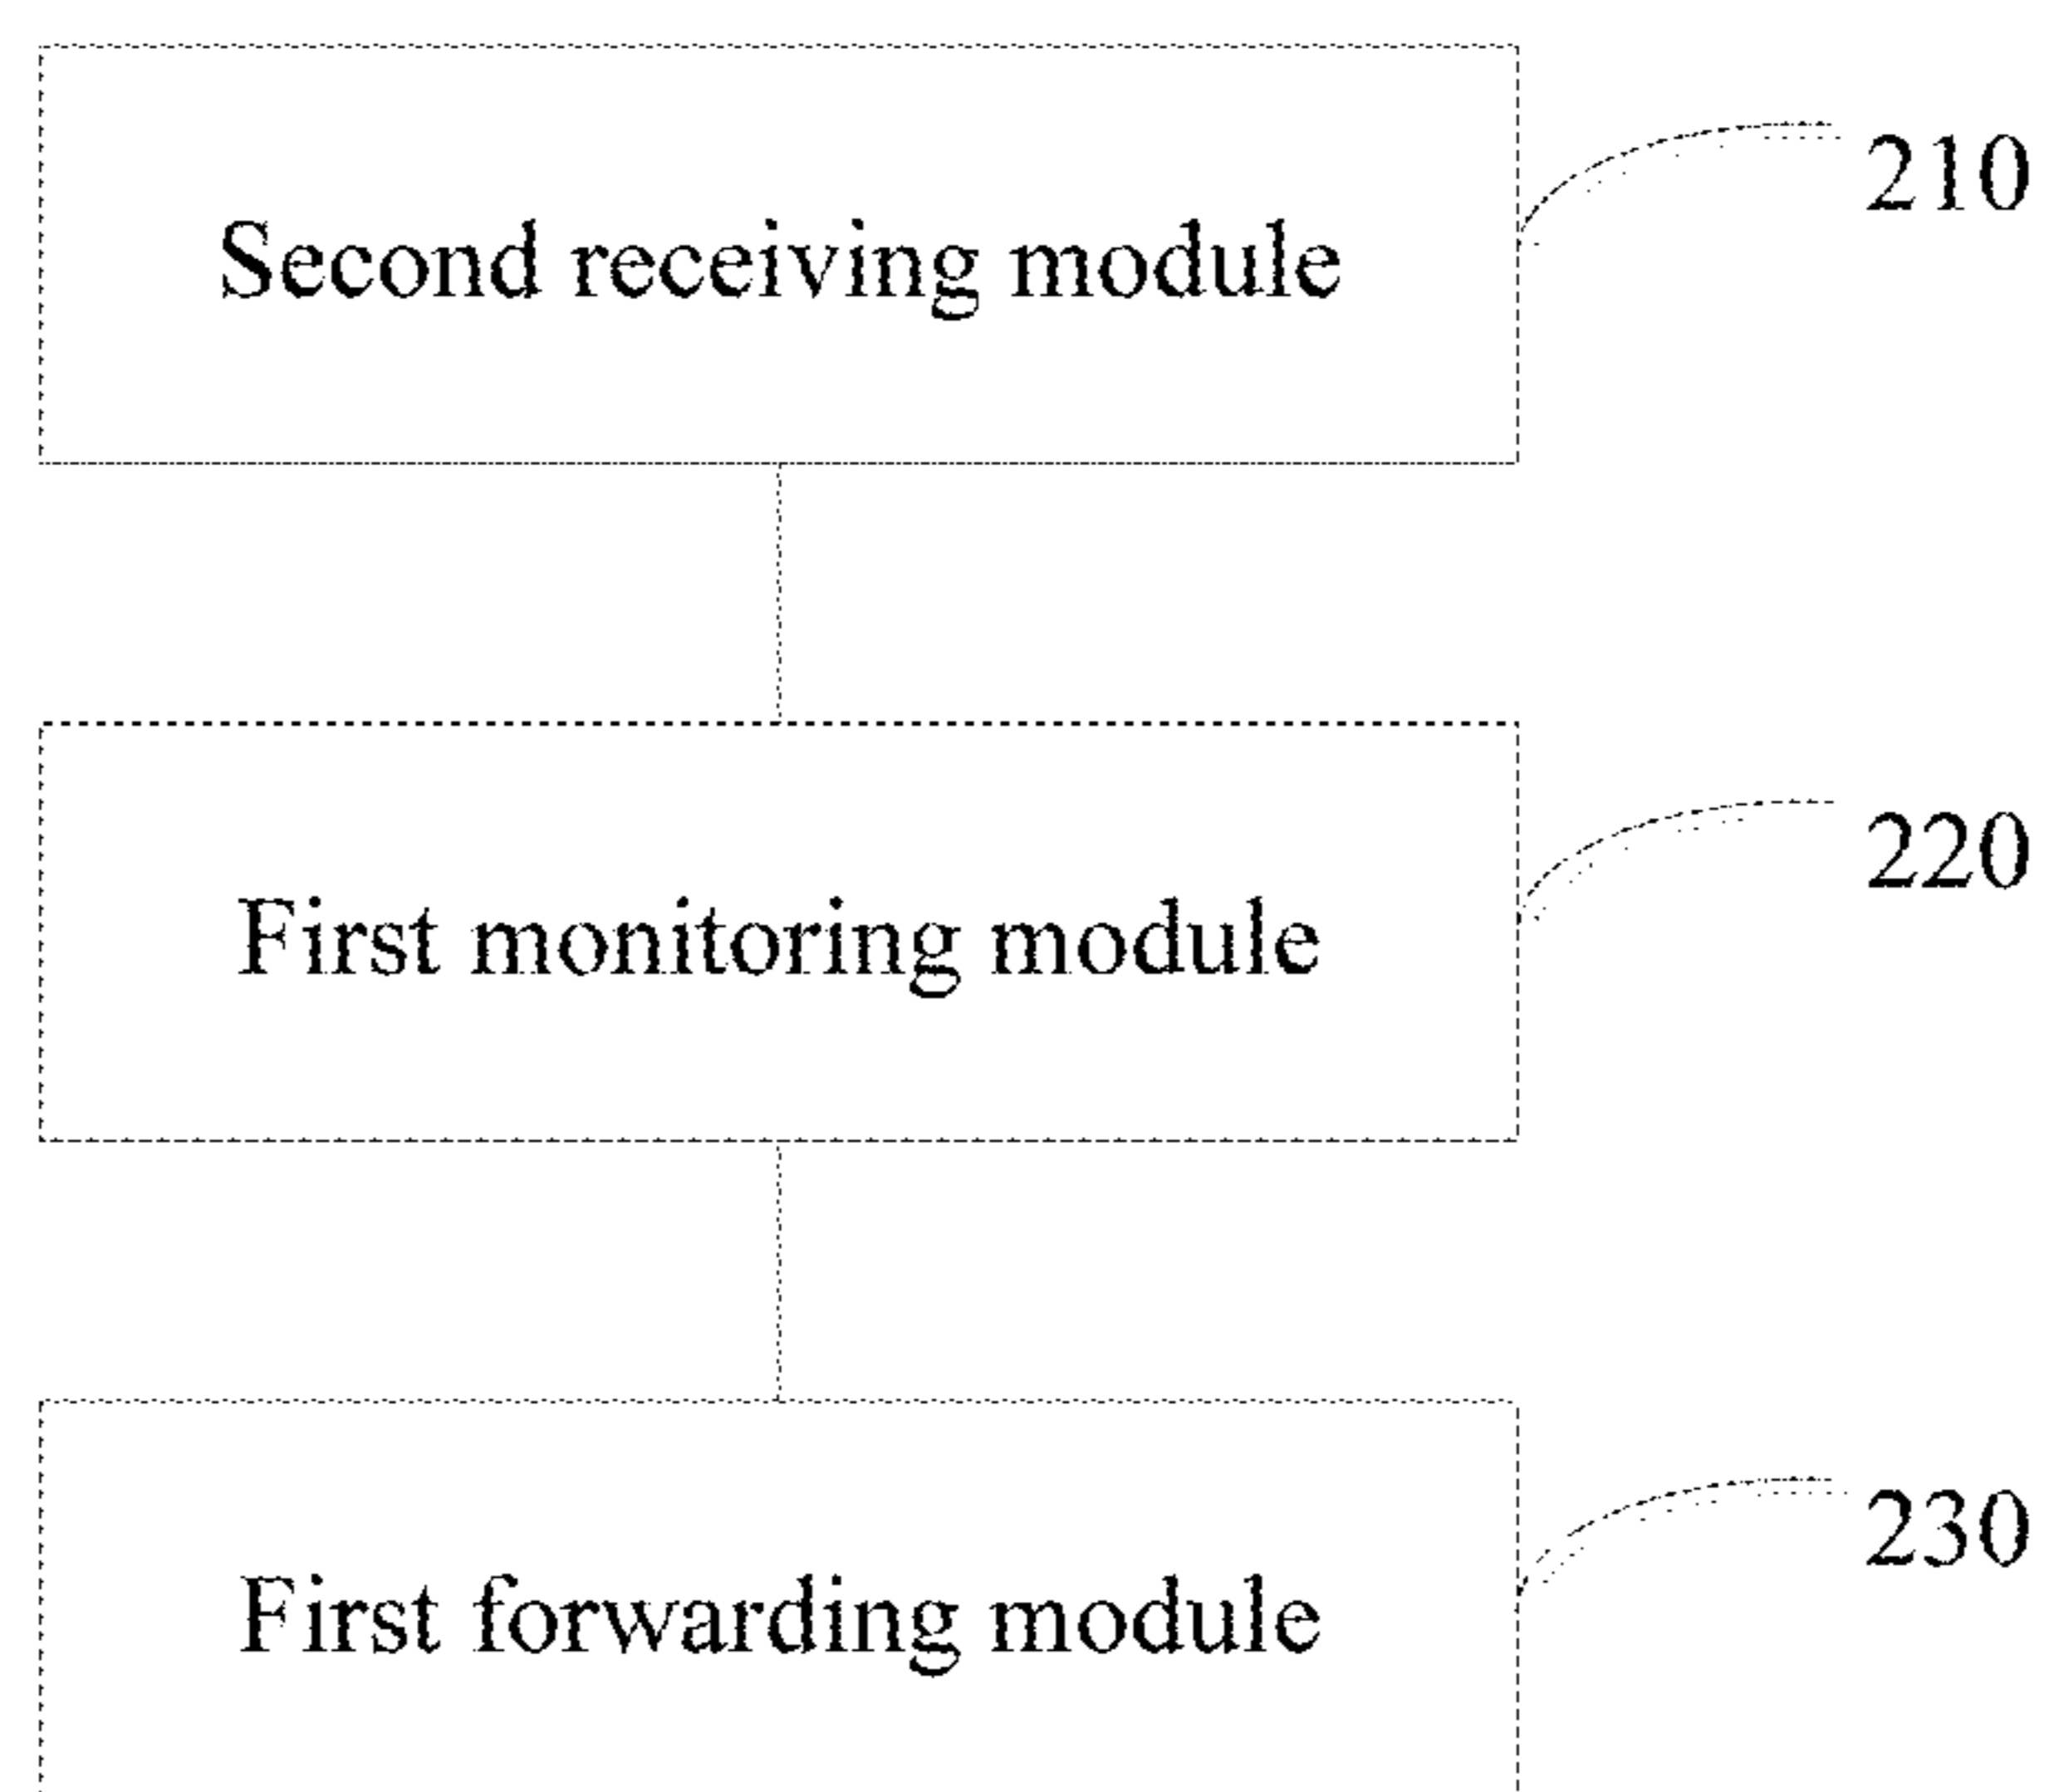 Second receiving module
210
First monitoring module
220
First forwarding module
230